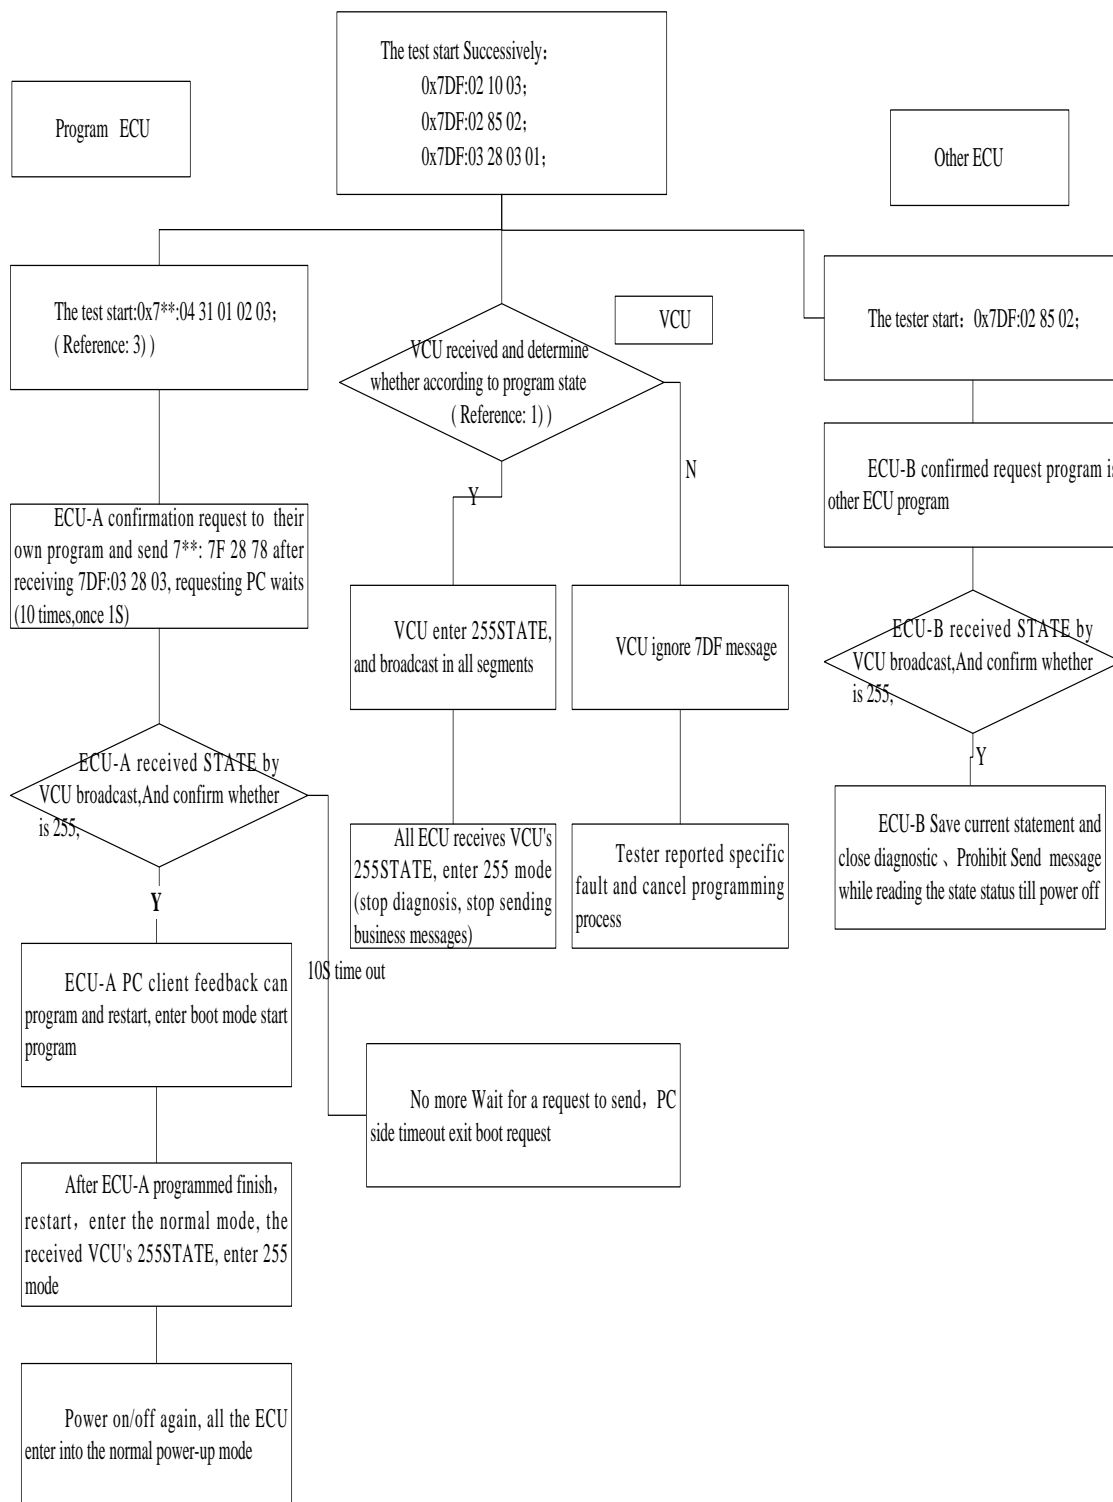 The test start Successively：
0x7DF:02 10 03；
0x7DF:02 85 02；
0x7DF:03 28 03 01；
Program ECU
Other ECU
The test start:0x7**:04 31 01 02 03；
( Reference: 3) )
VCU received and determine
whether according to program state
( Reference: 1) )
VCU
The tester start：0x7DF:02 85 02；
ECU-A confirmation request to their
own program and send 7**: 7F 28 78 after
receiving 7DF:03 28 03, requesting PC waits
(10 times,once 1S)
Y
N
ECU-B confirmed request program is
other ECU program
VCU enter 255STATE,
and broadcast in all segments
VCU ignore 7DF message
ECU-B received STATE by
VCU broadcast,And confirm whether
is 255,
ECU-A received STATE by
VCU broadcast,And confirm whether
is 255,
Y
All ECU receives VCU's
255STATE, enter 255 mode
(stop diagnosis, stop sending
business messages)
Tester reported specific
fault and cancel programming
process
ECU-B Save current statement and
close diagnostic 、Prohibit Send message
while reading the state status till power off
Y
10S time out
ECU-A PC client feedback can
program and restart, enter boot mode start
program
No more Wait for a request to send，PC
side timeout exit boot request
After ECU-A programmed finish，
restart，enter the normal mode, the
received VCU's 255STATE, enter 255
mode
Power on/off again, all the ECU
enter into the normal power-up mode